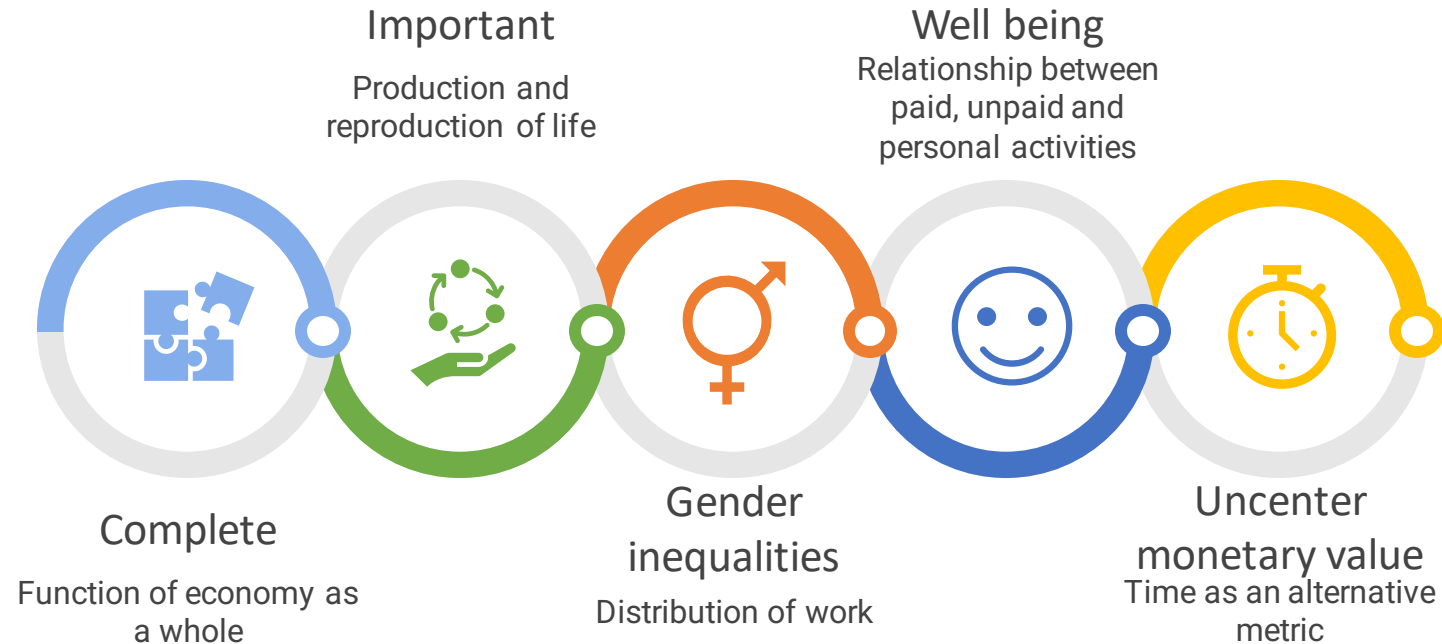 Important
Production and
reproduction of life
Well being
Relationship between
paid, unpaid and
personal activities
Complete
Function of economy as
a whole
Gender
inequalities
Distribution of work
Uncenter
monetary value
Time as an alternative
metric